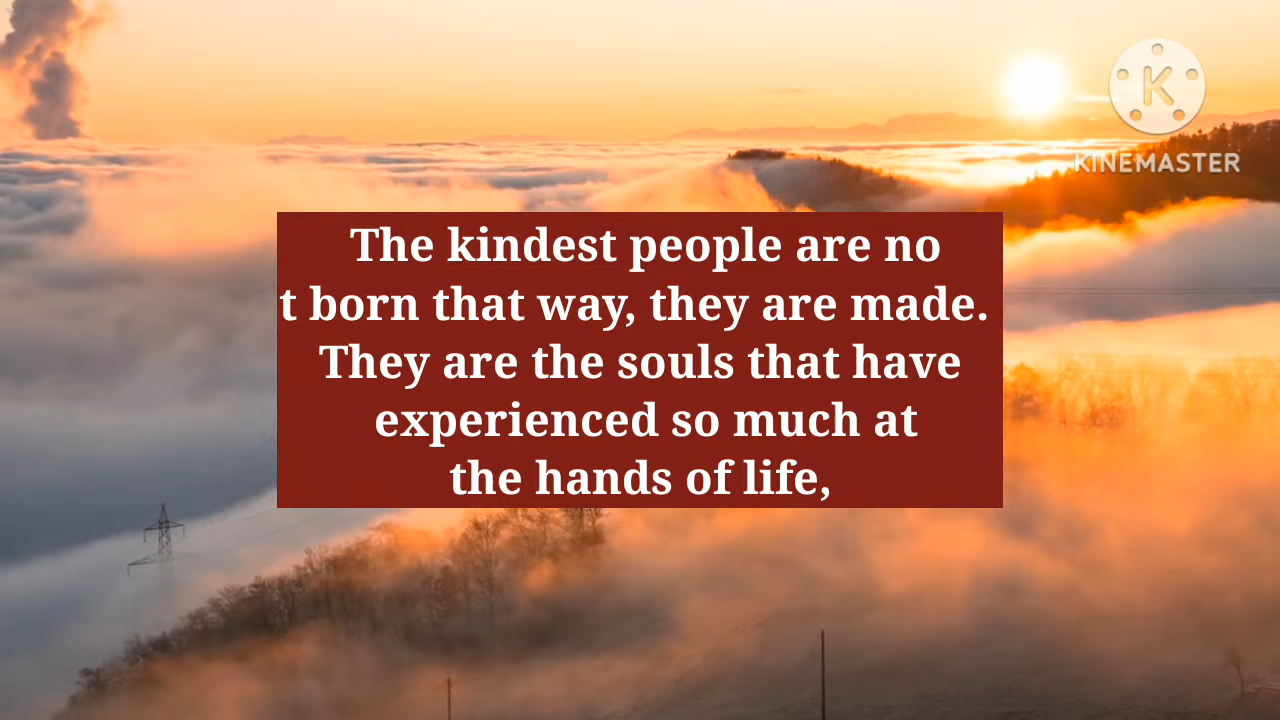 K
KINEMASTER
The kindest people are no
t born that way, they are made.
They are the souls that have
experienced so much at
the hands of life,